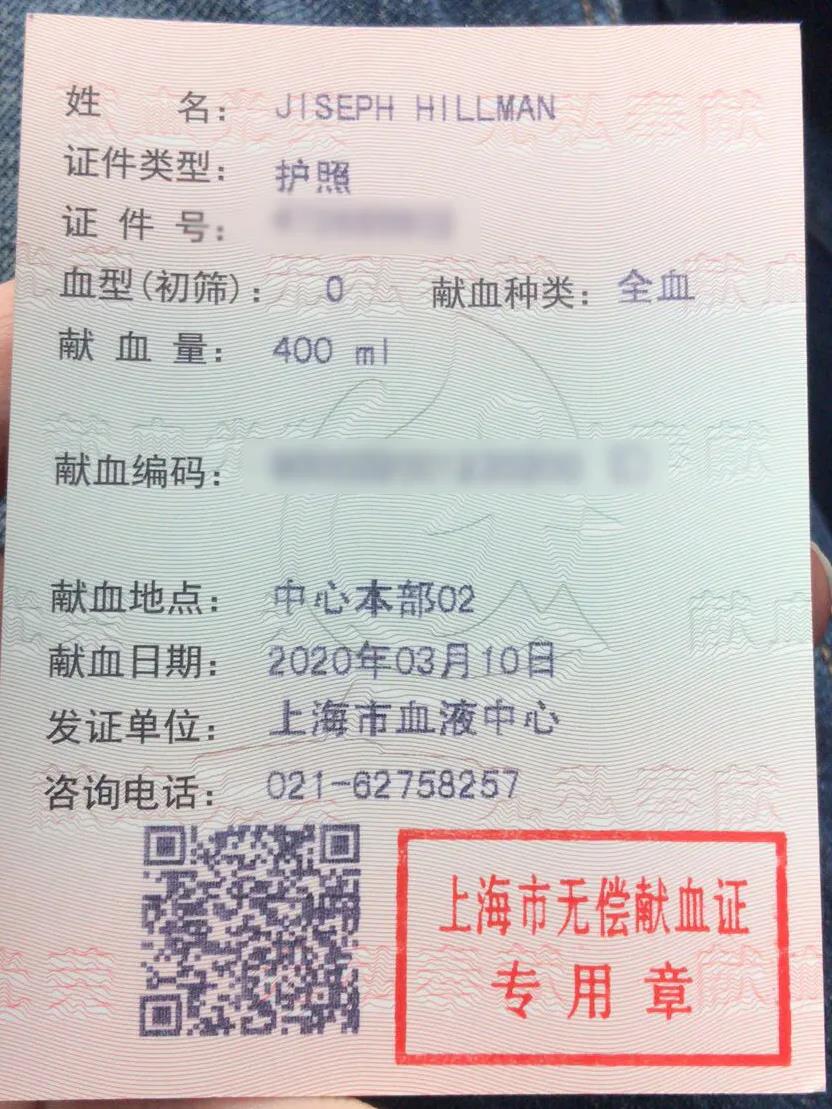 姓 名: JISEPH HILLMAN
证件类型: 护照
证 件 号:
血型(初筛): O 献血种类: 全血
献 血 量: 400 ml
献血编码:
献血地点: 中心本部02
献血日期: 2020年03月10日
发证单位: 上海市血液中心
咨询电话: 021-62758257
上海市无偿献血证
专用章